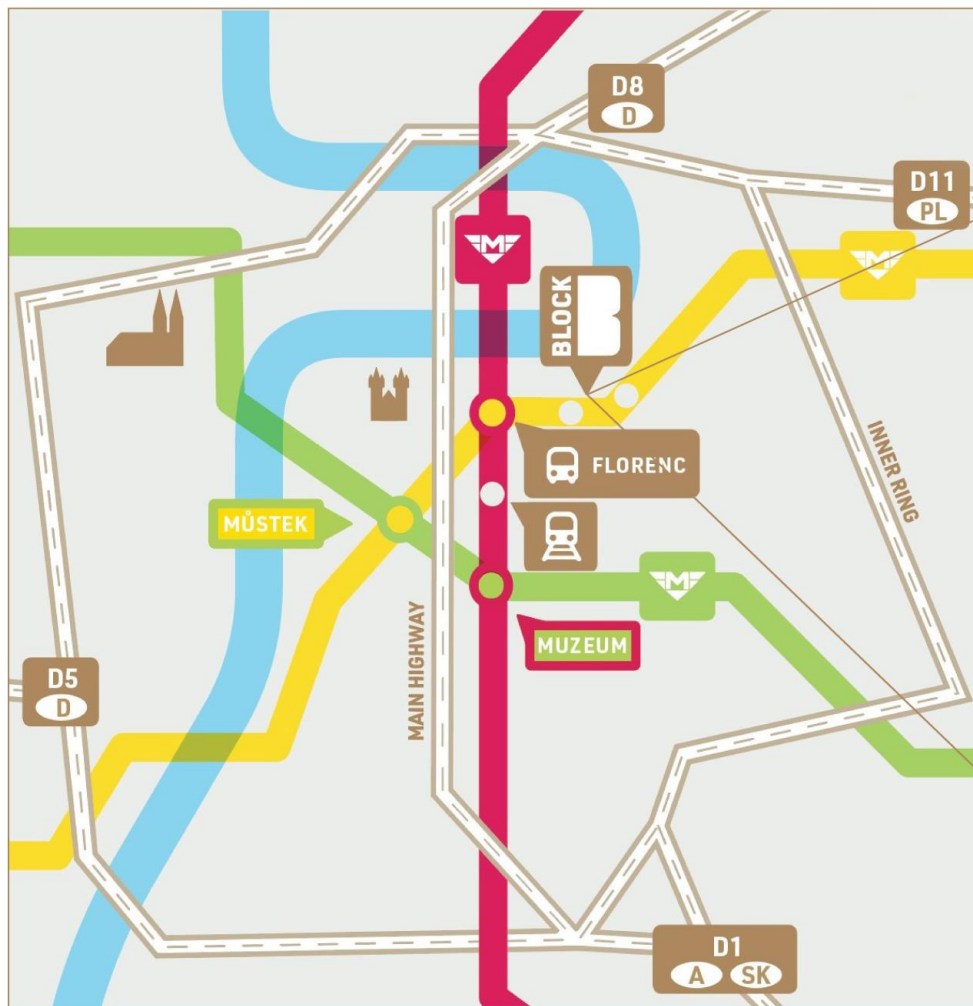 D8
D
D11
PL
M
M
BLOCK
B
FLORENC
INNER RING
MŮSTEK
M
MUZEUM
D5
D
MAIN HIGHWAY
D1
A SK